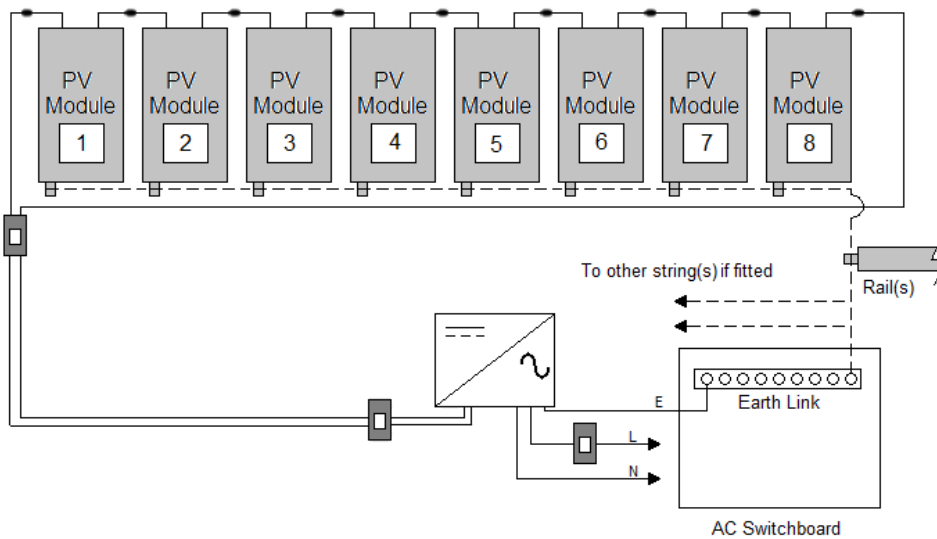 PV
Module
1
PV
Module
2
PV
Module
3
PV
Module
4
PV
Module
5
PV
Module
6
PV
Module
7
PV
Module
8
To other string(s) if fitted
Rail(s)
E
Earth Link
L
N
AC Switchboard